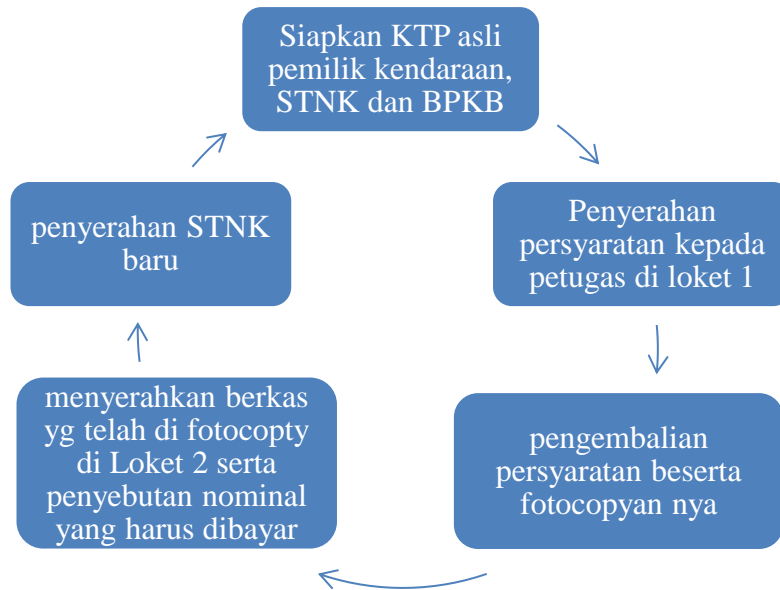 Siapkan KTP asli
pemilik kendaraan,
STNK dan BPKB
Penyerahan
persyaratan kepada
petugas di loket 1
pengembalian
persyaratan beserta
fotocopyan nya
menyerahkan berkas
yg telah di fotocopty
di Loket 2 serta
penyebutan nominal
yang harus dibayar
penyerahan STNK
baru